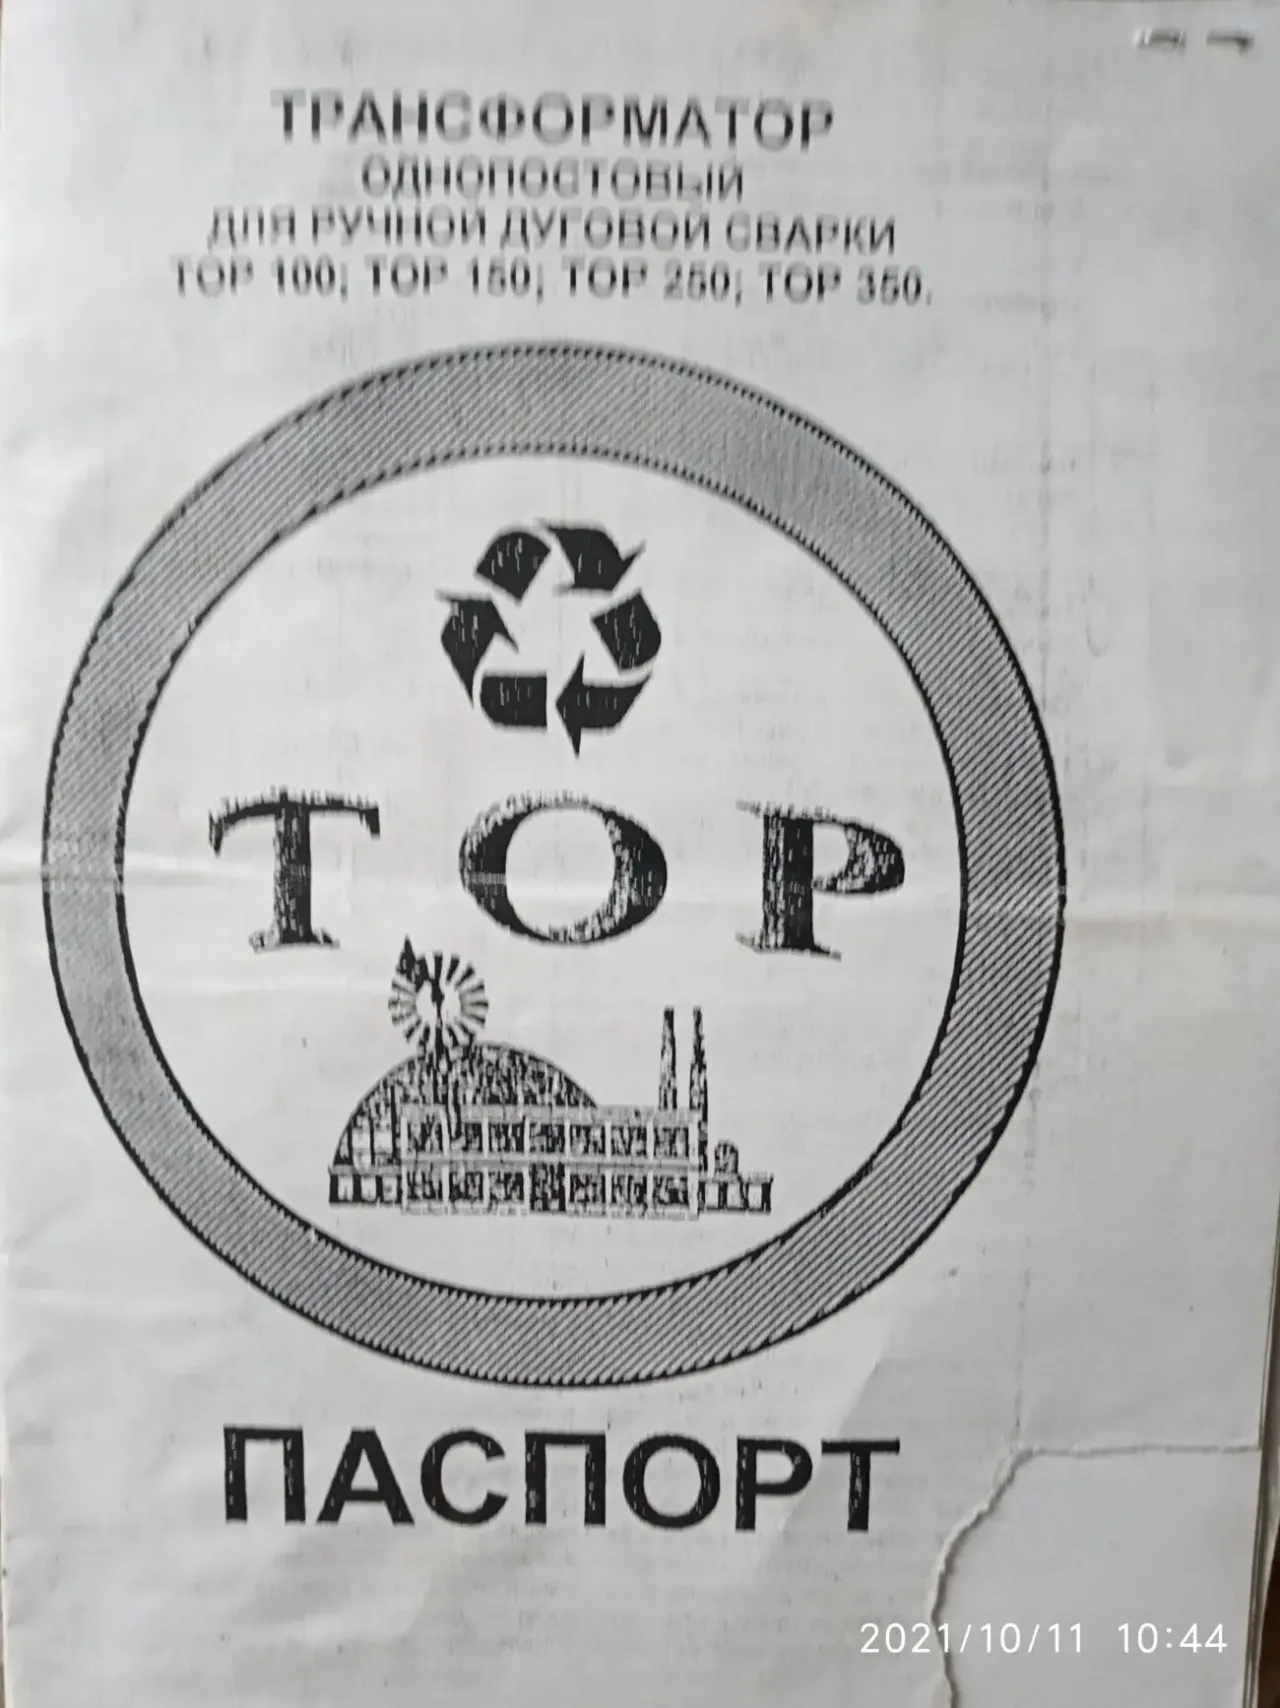 ТРАНСФОРМАТОР
ОДНОПОСТОВЫЙ
ДЛЯ РУЧНОЙ ДУГОВОЙ СВАРКИ
ТОР 100; ТОР 150; ТОР 250; ТОР 350.
ТОР
ПАСПОРТ
2021/10/11 10:44